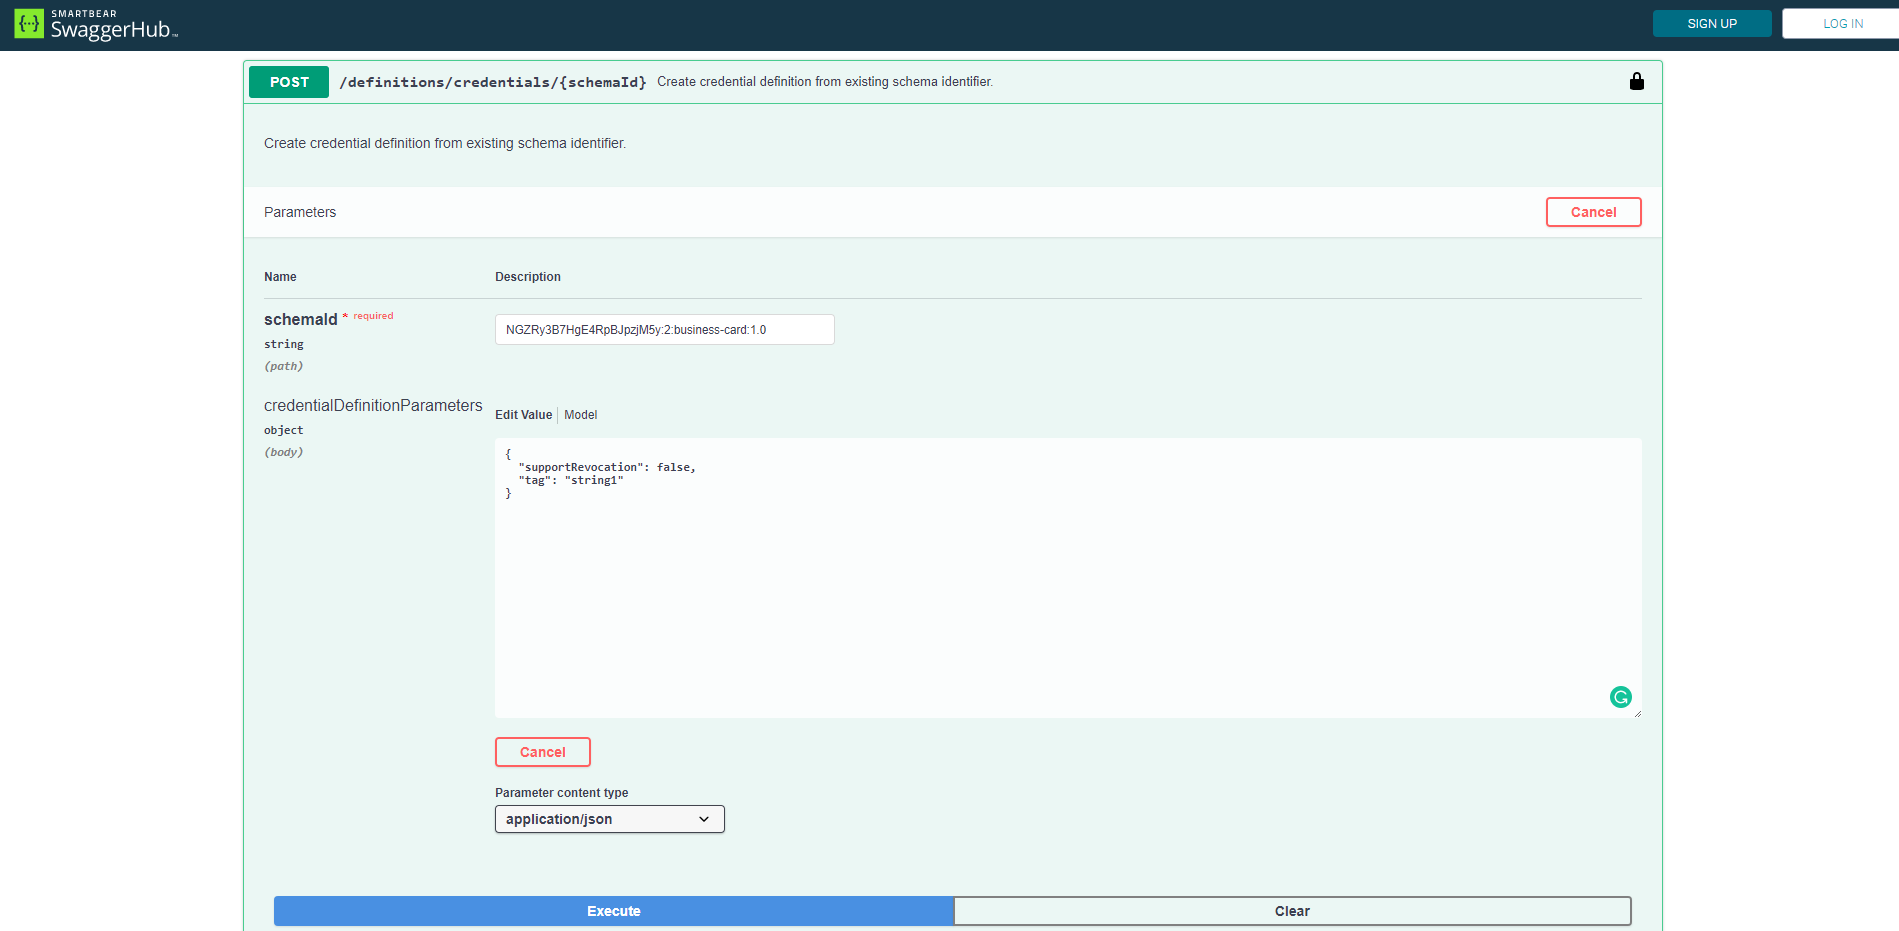 SMARTBEAR
SwaggerHub™
SIGN UP
LOG IN
POST /definitions/credentials/{schemaId} Create credential definition from existing schema identifier.
Create credential definition from existing schema identifier.
Parameters
Cancel
Name Description
schemaId * required
string
(path)
NGZRy3B7HgE4RpBJpzjM5y:2:business-card:1.0
credentialDefinitionParameters
object
(body)
Edit Value Model
{
"supportRevocation": false,
"tag": "string1"
}
Cancel
Parameter content type
application/json
Execute
Clear